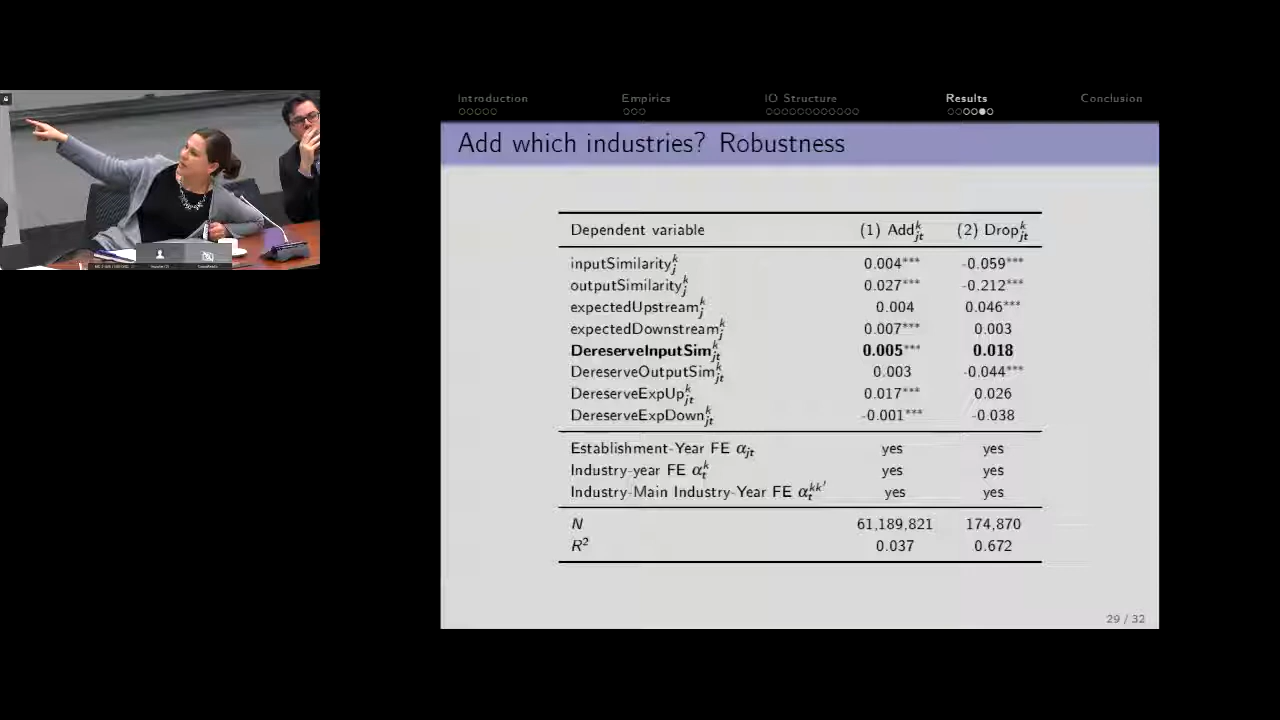 Introduction Empirics IO Structure Results Conclusion
Add which industries? Robustness
Dependent variable (1) Add^k_jt (2) Drop^k_jt
inputSimilarity^k_j 0.004*** -0.059***
outputSimilarity^k_j 0.027*** -0.212***
expectedUpstream^k_j 0.004 0.046***
expectedDownstream^k_j 0.007*** 0.003
DereserveInputSim^k_jt 0.005*** 0.018
DereserveOutputSim^k_jt 0.003 -0.044***
DereserveExpUp^k_jt 0.017*** 0.026
DereserveExpDown^k_jt -0.001*** -0.038
Establishment-Year FE α_jt yes yes
Industry-year FE α^k_t yes yes
Industry-Main Industry-Year FE α^kk'_t yes yes
N 61,189,821 174,870
R² 0.037 0.672
29 / 32